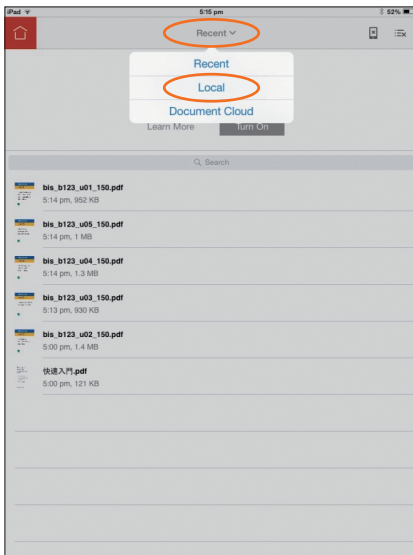 iPad
5:15 pm
52%
Recent
Recent
Local
Document Cloud
Learn More
Turn On
Search
bis_b123_u01_150.pdf
5:14 pm, 952 KB
bis_b123_u05_150.pdf
5:14 pm, 1 MB
bis_b123_u04_150.pdf
5:14 pm, 1.3 MB
bis_b123_u03_150.pdf
5:13 pm, 930 KB
bis_b123_u02_150.pdf
5:00 pm, 1.4 MB
快速入門.pdf
5:00 pm, 121 KB